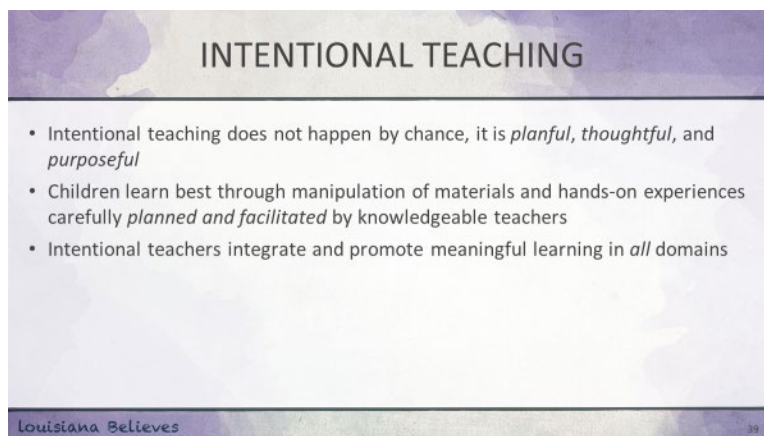 INTENTIONAL TEACHING
• Intentional teaching does not happen by chance, it is planful, thoughtful, and
purposeful
• Children learn best through manipulation of materials and hands-on experiences
carefully planned and facilitated by knowledgeable teachers
• Intentional teachers integrate and promote meaningful learning in all domains
Louisiana Believes
39